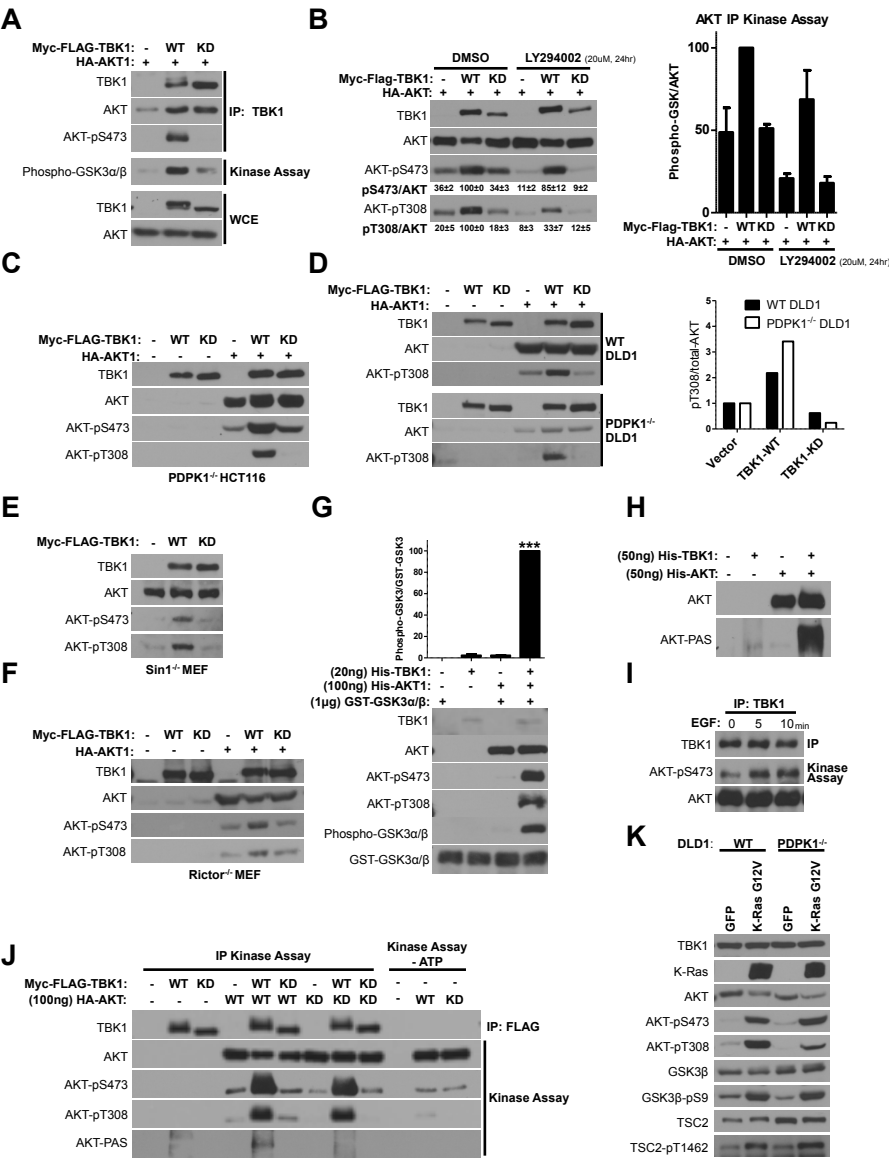 A
Myc-FLAG-TBK1: - WT KD
HA-AKT1: + + +
TBK1
AKT
AKT-pS473
IP: TBK1
Phospho-GSK3α/β
Kinase Assay
TBK1
AKT
WCE
B
DMSO LY294002 (20uM, 24hr)
Myc-Flag-TBK1: - WT KD - WT KD
HA-AKT: + + + + + +
TBK1
AKT
AKT-pS473
pS473/AKT 36±2 100±0 34±3 11±2 85±12 9±2
AKT-pT308
pT308/AKT 20±5 100±0 18±3 8±3 33±7 12±5
AKT IP Kinase Assay
Phospho-GSK/AKT
100
50
0
Myc-Flag-TBK1: - WT KD - WT KD
HA-AKT: + + + + + +
DMSO LY294002 (20uM, 24hr)
C
Myc-FLAG-TBK1: - WT KD - WT KD
HA-AKT1: - - - + + +
TBK1
AKT
AKT-pS473
AKT-pT308
PDPK1-/- HCT116
D
Myc-FLAG-TBK1: - WT KD - WT KD
HA-AKT1: - - - + + +
TBK1
AKT
AKT-pT308
WT
DLD1
TBK1
AKT
AKT-pT308
PDPK1-/-
DLD1
WT DLD1
PDPK1-/- DLD1
pT308/total-AKT
5
4
3
2
1
0
Vector
TBK1-WT
TBK1-KD
E
Myc-FLAG-TBK1: - WT KD
TBK1
AKT
AKT-pS473
AKT-pT308
Sin1-/- MEF
F
Myc-FLAG-TBK1: - WT KD - WT KD
HA-AKT1: - - - + + +
TBK1
AKT
AKT-pS473
AKT-pT308
Rictor-/- MEF
G
Phospho-GSK3/GST-GSK3
***
100
80
60
40
20
0
(20ng) His-TBK1: - + - +
(100ng) His-AKT1: - - + +
(1µg) GST-GSK3α/β: + - + +
TBK1
AKT
AKT-pS473
AKT-pT308
Phospho-GSK3α/β
GST-GSK3α/β
H
(50ng) His-TBK1: - + - +
(50ng) His-AKT: - - + +
AKT
AKT-PAS
I
IP: TBK1
EGF: 0 5 10 min
TBK1
IP
AKT-pS473
Kinase
Assay
AKT
J
IP Kinase Assay
Kinase Assay
- ATP
Myc-FLAG-TBK1: - WT KD - WT KD - WT KD - - -
(100ng) HA-AKT: - - - WT WT WT KD KD KD - WT KD
TBK1
IP: FLAG
AKT
AKT-pS473
AKT-pT308
AKT-PAS
Kinase Assay
K
DLD1: WT PDPK1-/-
GFP
K-Ras G12V
GFP
K-Ras G12V
TBK1
K-Ras
AKT
AKT-pS473
AKT-pT308
GSK3β
GSK3β-pS9
TSC2
TSC2-pT1462